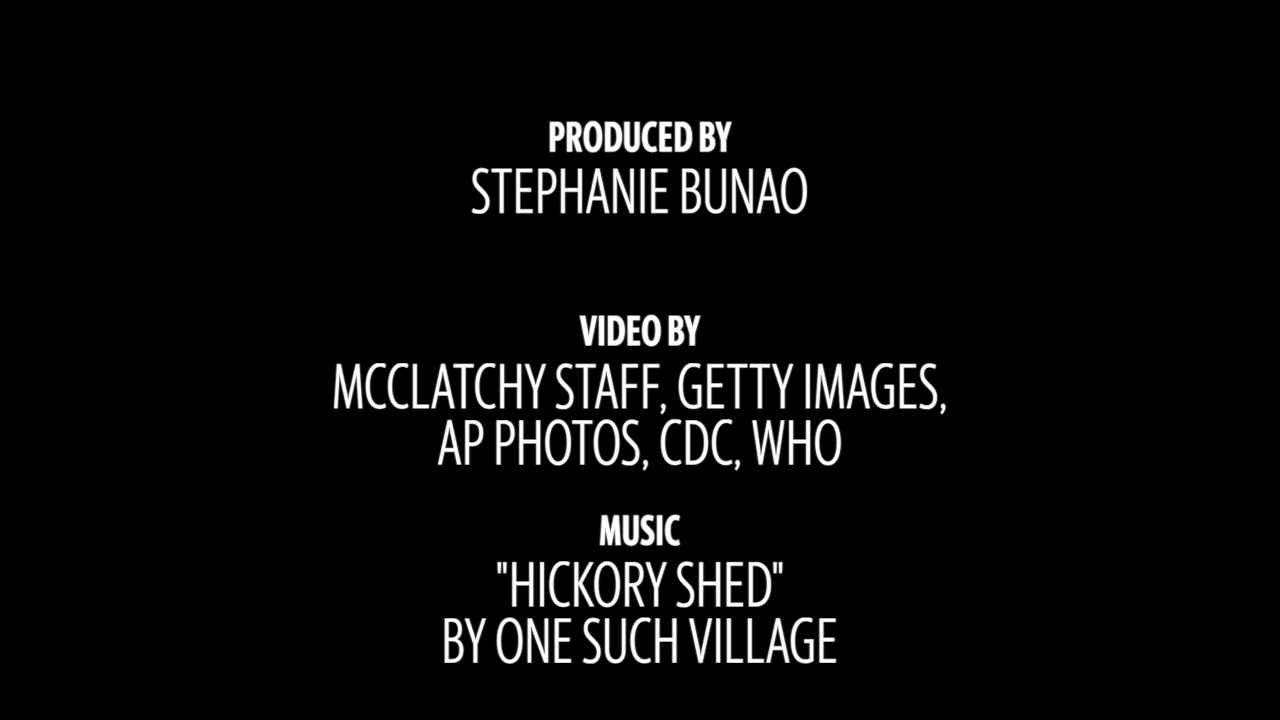 PRODUCED BY
STEPHANIE BUNAO
VIDEO BY
MCCLATCHY STAFF, GETTY IMAGES,
AP PHOTOS, CDC, WHO
MUSIC
"HICKORY SHED"
BY ONE SUCH VILLAGE